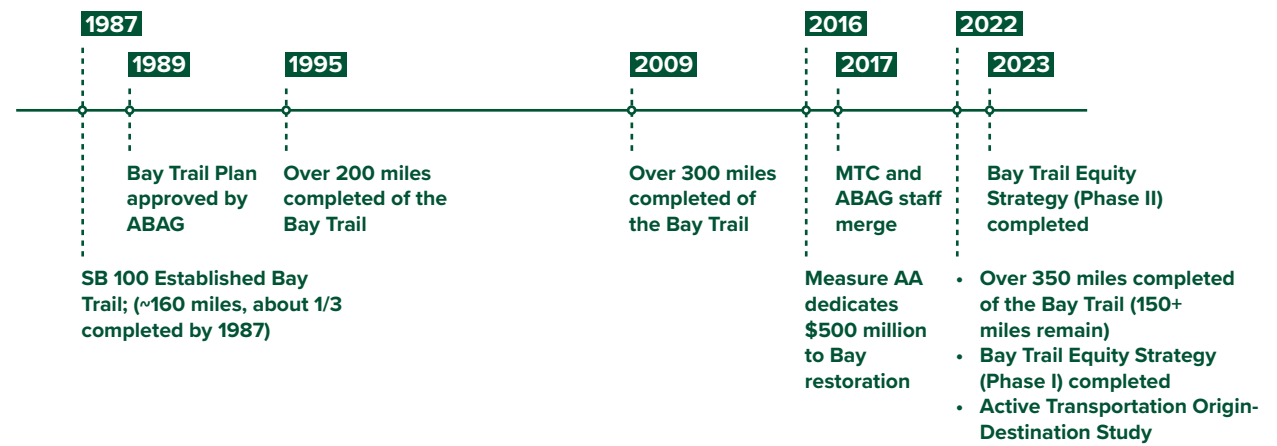 1987
SB 100 Established Bay
Trail; (~160 miles, about 1/3
completed by 1987)
1989
Bay Trail Plan
approved by
ABAG
1995
Over 200 miles
completed of the
Bay Trail
2009
Over 300 miles
completed of
the Bay Trail
2016
Measure AA
dedicates
$500 million
to Bay
restoration
2017
MTC and
ABAG staff
merge
2022
• Over 350 miles completed
of the Bay Trail (150+
miles remain)
• Bay Trail Equity Strategy
(Phase I) completed
• Active Transportation Origin-
Destination Study
2023
Bay Trail Equity
Strategy (Phase II)
completed